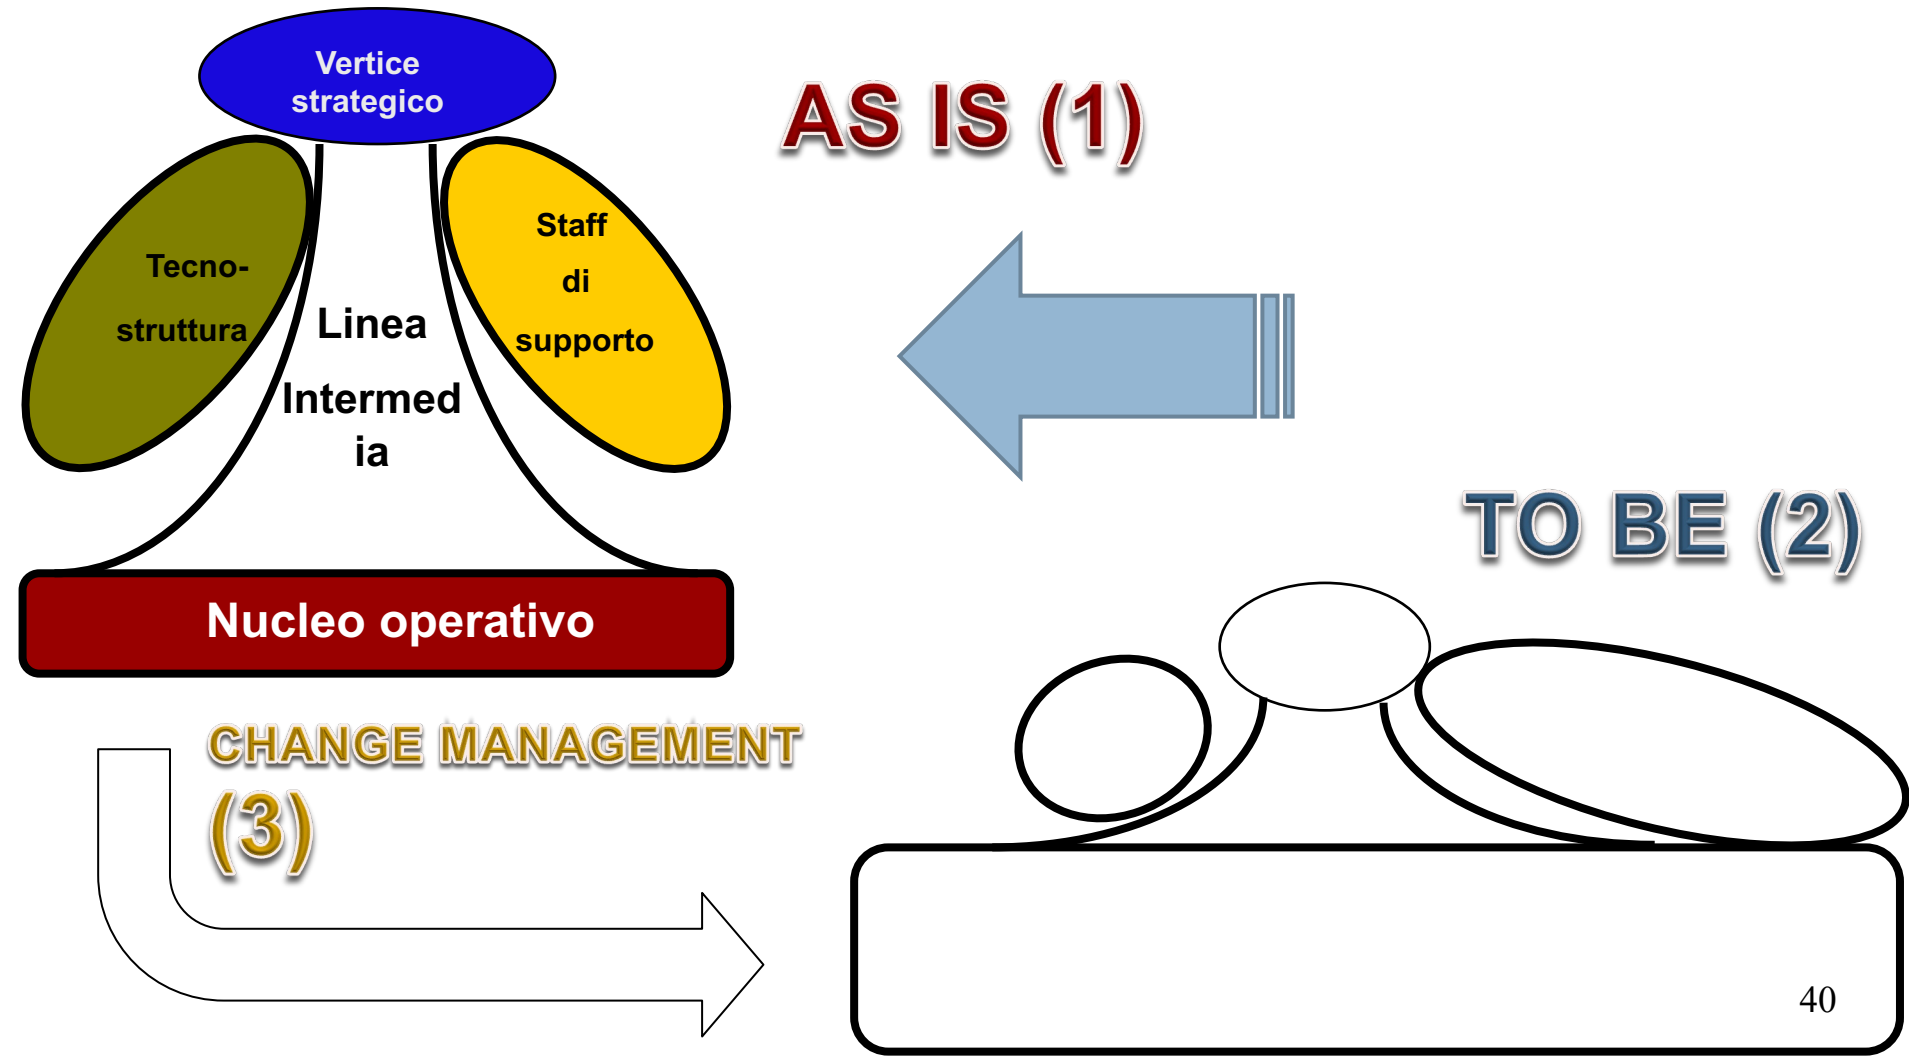 Vertice
strategico
AS IS (1)
Tecno-
struttura
Linea
Intermed
ia
Staff
di
supporto
Nucleo operativo
TO BE (2)
CHANGE MANAGEMENT
(3)
40